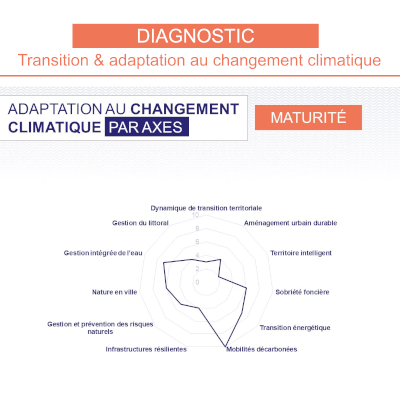 DIAGNOSTIC
Transition & adaptation au changement climatique
ADAPTATION AU CHANGEMENT
CLIMATIQUE PAR AXES
MATURITÉ
Dynamique de transition territoriale
10
Gestion du littoral
Aménagement urbain durable
8
6
Gestion intégrée de l'eau
Territoire intelligent
4
2
0
Nature en ville
Sobriété foncière
Gestion et prévention des risques
naturels
Transition énergétique
Infrastructures résilientes
Mobilités décarbonées